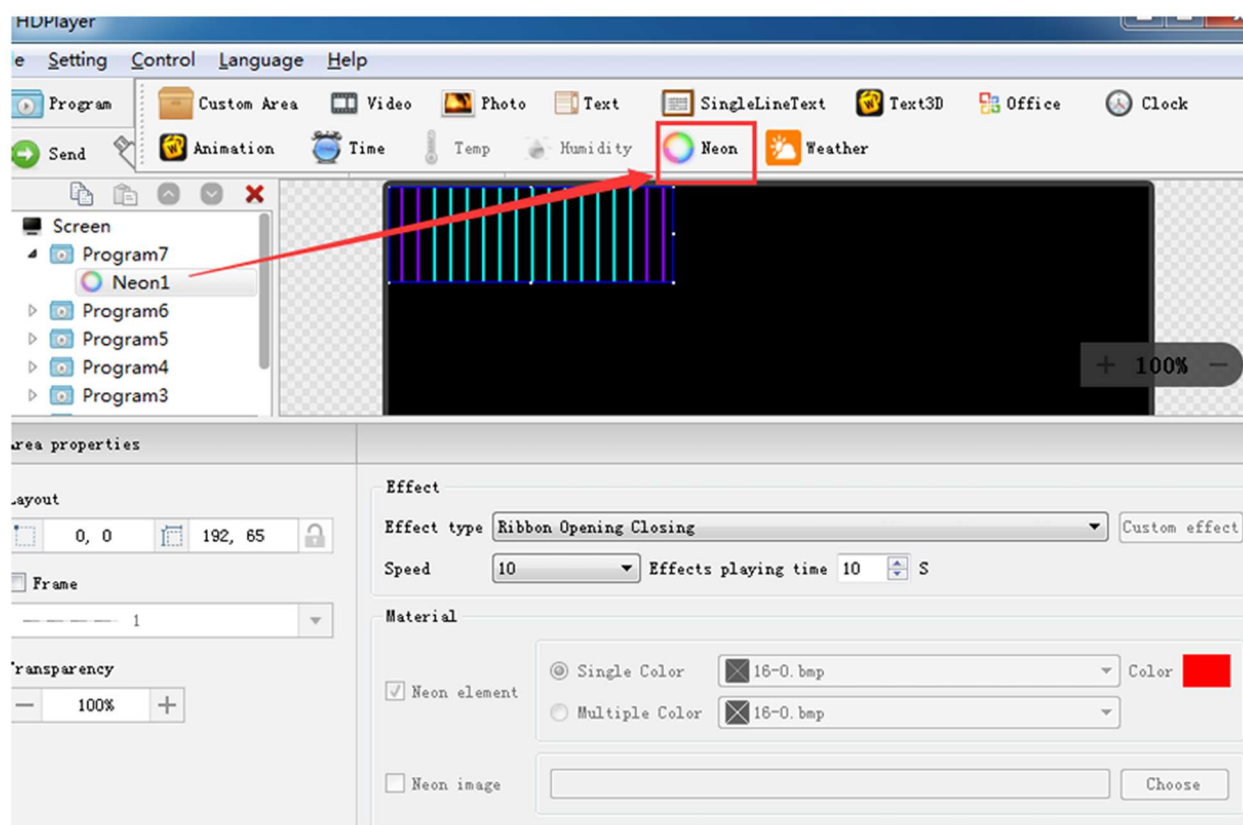 HDPlayer
e Setting Control Language Help
Program Custom Area Video Photo Text SingleLineText Text3D Office Clock
Send Animation Time Temp Humidity Neon Weather
Screen
Program7
Neon1
Program6
Program5
Program4
Program3
100%
Area properties
Layout
0, 0 192, 65
Frame
1
Transparency
100%
Effect
Effect type Ribbon Opening Closing Custom effect
Speed 10 Effects playing time 10 S
Material
Neon element Single Color 16-0.bmp Color
Multiple Color 16-0.bmp
Neon image Choose